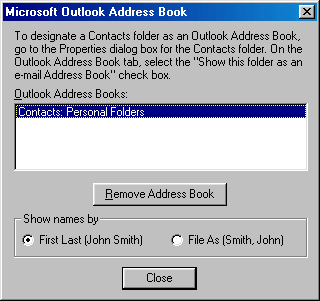 Microsoft Outlook Address Book
To designate a Contacts folder as an Outlook Address Book,
go to the Properties dialog box for the Contacts folder. On the
Outlook Address Book tab, select the "Show this folder as an
e-mail Address Book" check box.
Outlook Address Books:
Contacts: Personal Folders
Remove Address Book
Show names by
First Last (John Smith)
File As (Smith, John)
Close